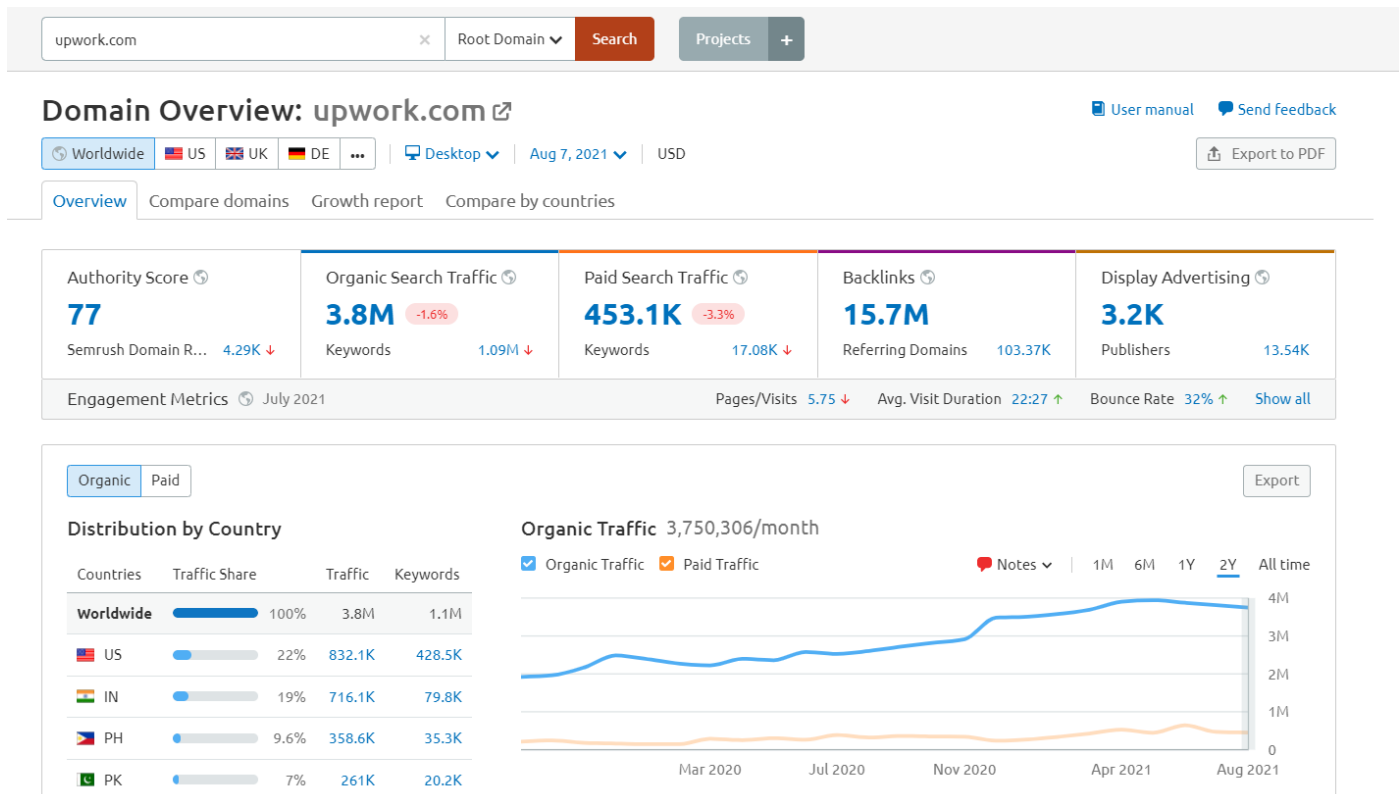 upwork.com × Root Domain Search Projects +
Domain Overview: upwork.com
User manual Send feedback
Worldwide US UK DE ... Desktop Aug 7, 2021 USD Export to PDF
Overview Compare domains Growth report Compare by countries
Authority Score Organic Search Traffic Paid Search Traffic Backlinks Display Advertising
77 3.8M -1.6% 453.1K -3.3% 15.7M 3.2K
Semrush Domain R... 4.29K ↓ Keywords 1.09M ↓ Keywords 17.08K ↓ Referring Domains 103.37K Publishers 13.54K
Engagement Metrics July 2021 Pages/Visits 5.75 ↓ Avg. Visit Duration 22:27 ↑ Bounce Rate 32% ↑ Show all
Organic Paid Export
Distribution by Country
Countries Traffic Share Traffic Keywords
Worldwide 100% 3.8M 1.1M
US 22% 832.1K 428.5K
IN 19% 716.1K 79.8K
PH 9.6% 358.6K 35.3K
PK 7% 261K 20.2K
Organic Traffic 3,750,306/month
Organic Traffic Paid Traffic Notes 1M 6M 1Y 2Y All time
4M
3M
2M
1M
0
Mar 2020 Jul 2020 Nov 2020 Apr 2021 Aug 2021